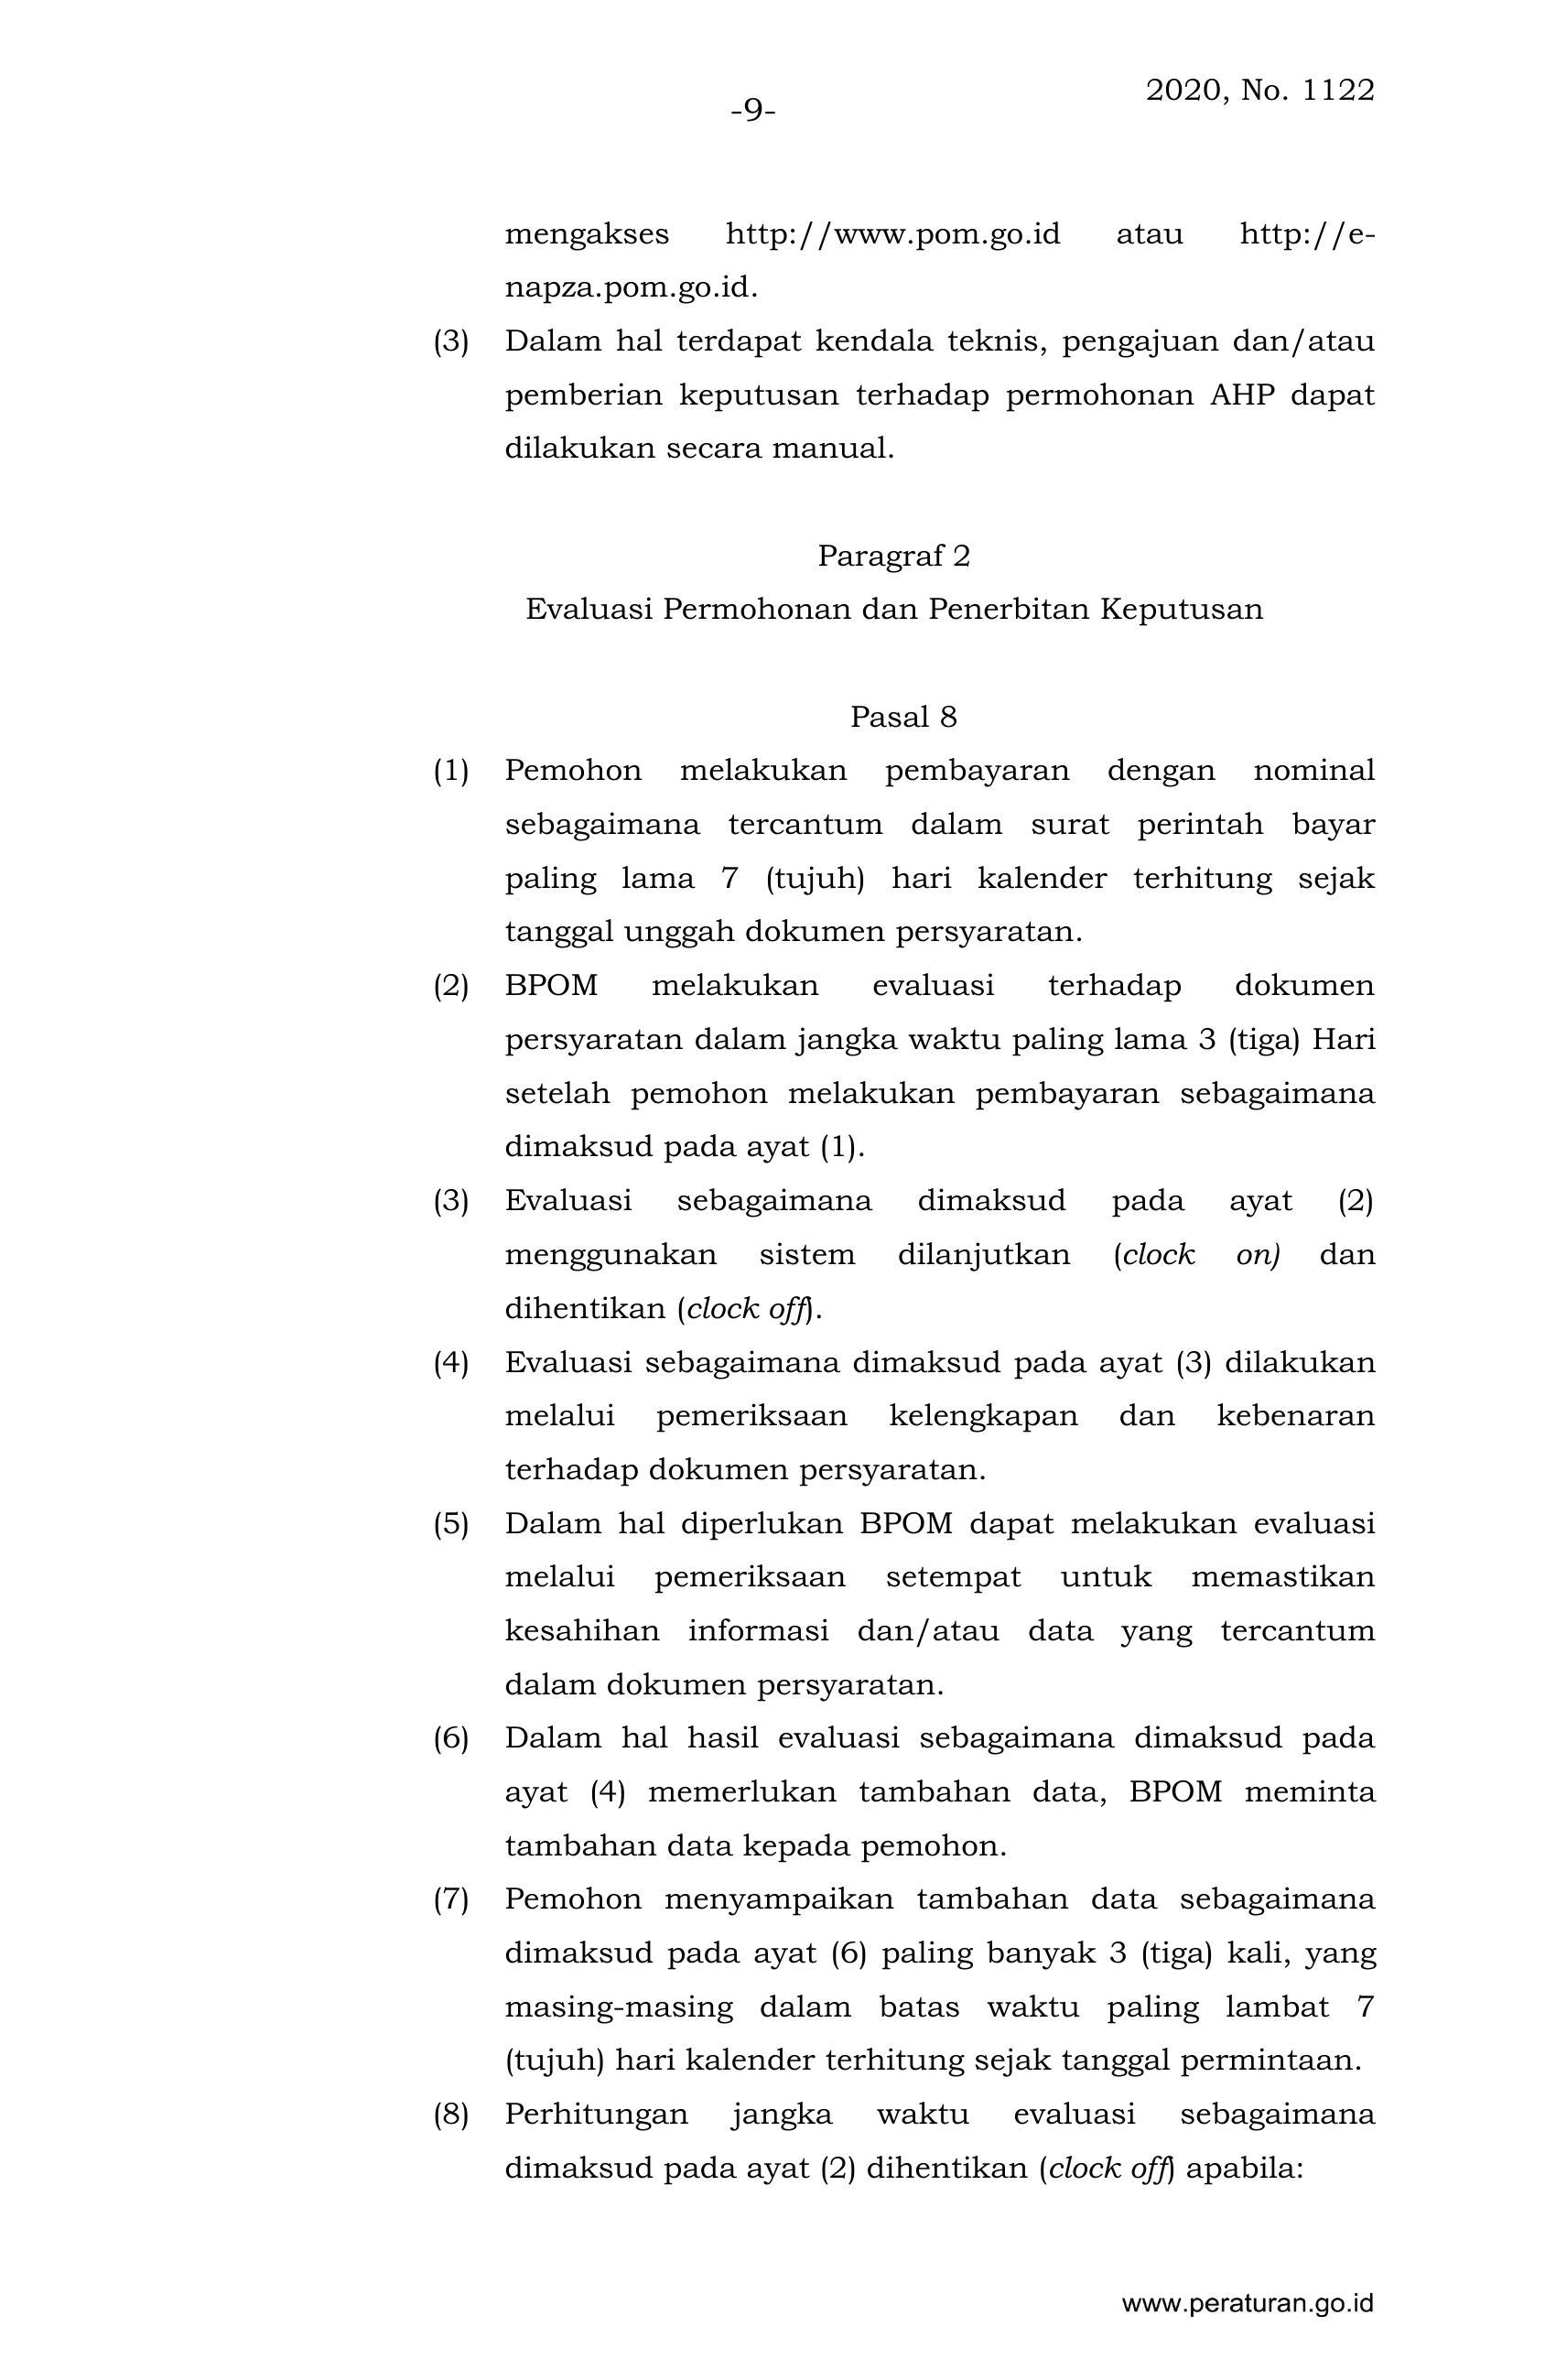 2020, No. 1122
-9-
mengakses http://www.pom.go.id atau http://e-
napza.pom.go.id.
(3) Dalam hal terdapat kendala teknis, pengajuan dan/atau
pemberian keputusan terhadap permohonan AHP dapat
dilakukan secara manual.
Paragraf 2
Evaluasi Permohonan dan Penerbitan Keputusan
Pasal 8
(1) Pemohon melakukan pembayaran dengan nominal
sebagaimana tercantum dalam surat perintah bayar
paling lama 7 (tujuh) hari kalender terhitung sejak
tanggal unggah dokumen persyaratan.
(2) BPOM melakukan evaluasi terhadap dokumen
persyaratan dalam jangka waktu paling lama 3 (tiga) Hari
setelah pemohon melakukan pembayaran sebagaimana
dimaksud pada ayat (1).
(3) Evaluasi sebagaimana dimaksud pada ayat (2)
menggunakan sistem dilanjutkan (clock on) dan
dihentikan (clock off).
(4) Evaluasi sebagaimana dimaksud pada ayat (3) dilakukan
melalui pemeriksaan kelengkapan dan kebenaran
terhadap dokumen persyaratan.
(5) Dalam hal diperlukan BPOM dapat melakukan evaluasi
melalui pemeriksaan setempat untuk memastikan
kesahihan informasi dan/atau data yang tercantum
dalam dokumen persyaratan.
(6) Dalam hal hasil evaluasi sebagaimana dimaksud pada
ayat (4) memerlukan tambahan data, BPOM meminta
tambahan data kepada pemohon.
(7) Pemohon menyampaikan tambahan data sebagaimana
dimaksud pada ayat (6) paling banyak 3 (tiga) kali, yang
masing-masing dalam batas waktu paling lambat 7
(tujuh) hari kalender terhitung sejak tanggal permintaan.
(8) Perhitungan jangka waktu evaluasi sebagaimana
dimaksud pada ayat (2) dihentikan (clock off) apabila:
www.peraturan.go.id